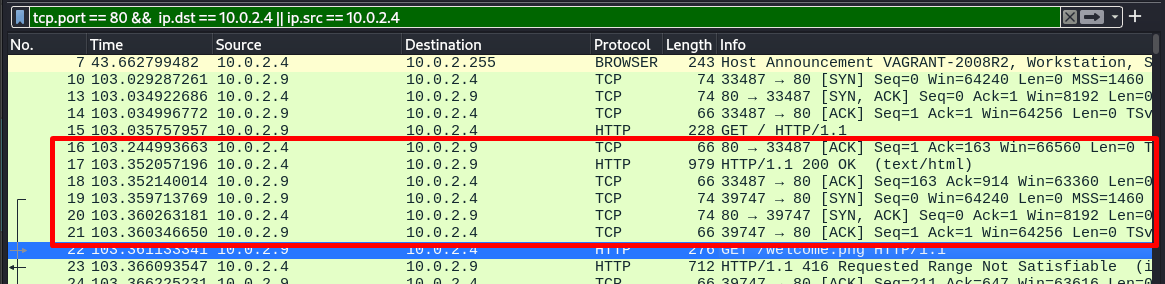 tcp.port == 80 && ip.dst == 10.0.2.4 || ip.src == 10.0.2.4
No. Time Source Destination Protocol Length Info
7 43.662799482 10.0.2.4 10.0.2.255 BROWSER 243 Host Announcement VAGRANT-2008R2, Workstation, S
10 103.029287261 10.0.2.9 10.0.2.4 TCP 74 33487 → 80 [SYN] Seq=0 Win=64240 Len=0 MSS=1460
13 103.034922686 10.0.2.4 10.0.2.9 TCP 74 80 → 33487 [SYN, ACK] Seq=0 Ack=1 Win=8192 Len=0
14 103.034996772 10.0.2.9 10.0.2.4 TCP 66 33487 → 80 [ACK] Seq=1 Ack=1 Win=64256 Len=0 TSv
15 103.035757957 10.0.2.9 10.0.2.4 HTTP 228 GET / HTTP/1.1
16 103.244993663 10.0.2.4 10.0.2.9 TCP 66 80 → 33487 [ACK] Seq=1 Ack=163 Win=66560 Len=0 T
17 103.352057196 10.0.2.4 10.0.2.9 HTTP 979 HTTP/1.1 200 OK (text/html)
18 103.352140014 10.0.2.9 10.0.2.4 TCP 66 33487 → 80 [ACK] Seq=163 Ack=914 Win=63360 Len=0
19 103.359713769 10.0.2.9 10.0.2.4 TCP 74 39747 → 80 [SYN] Seq=0 Win=64240 Len=0 MSS=1460
20 103.360263181 10.0.2.4 10.0.2.9 TCP 74 80 → 39747 [SYN, ACK] Seq=0 Ack=1 Win=8192 Len=0
21 103.360346650 10.0.2.9 10.0.2.4 TCP 66 39747 → 80 [ACK] Seq=1 Ack=1 Win=64256 Len=0 TSv
22 103.361133341 10.0.2.9 10.0.2.4 HTTP 276 GET /welcome.png HTTP/1.1
23 103.366093547 10.0.2.4 10.0.2.9 HTTP 712 HTTP/1.1 416 Requested Range Not Satisfiable (i
24 103.366225231 10.0.2.9 10.0.2.4 TCP 66 39747 → 80 [ACK] Seq=211 Ack=647 Win=63616 Len=0